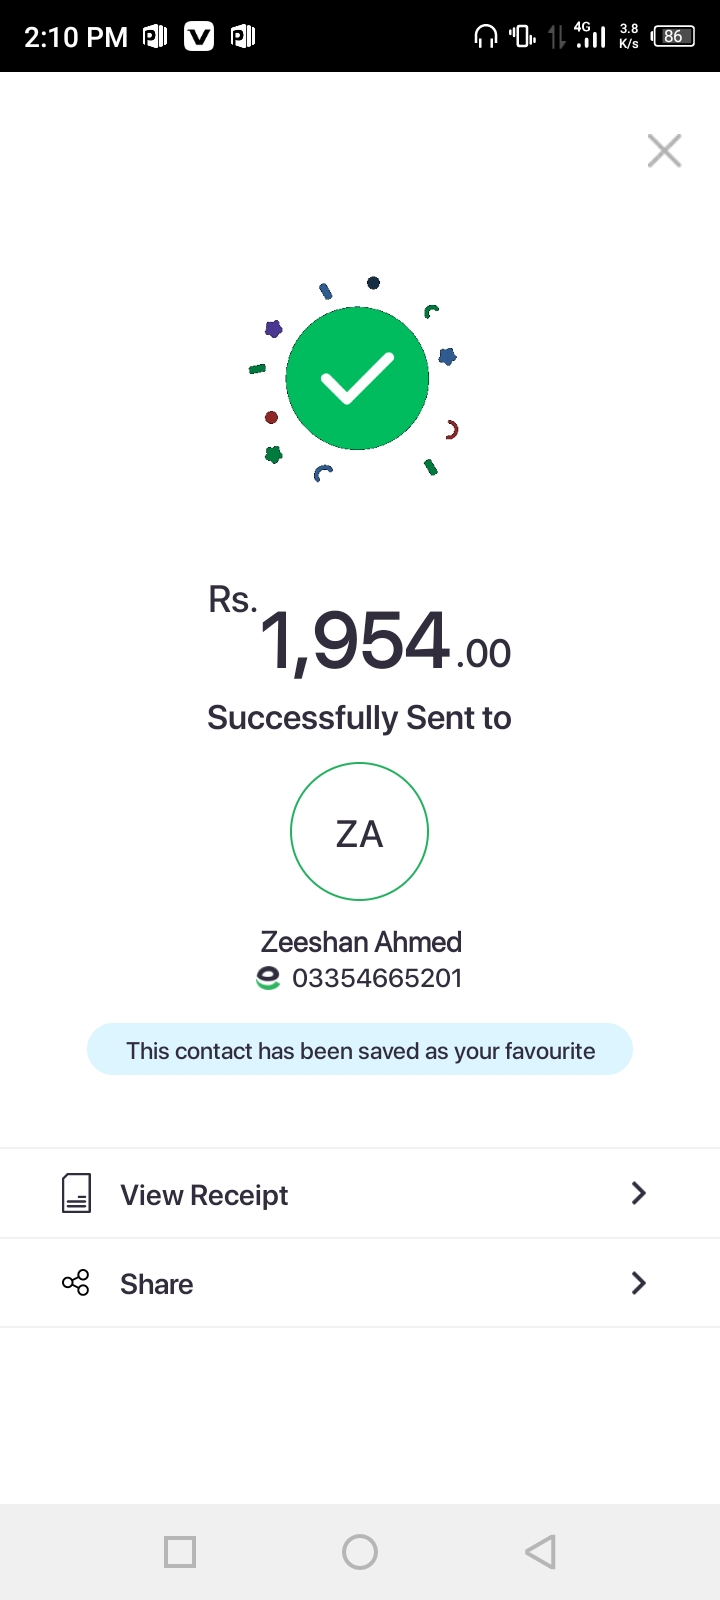 2:10 PM
4G
3.8
K/s
86
Rs.
1,954.00
Successfully Sent to
ZA
Zeeshan Ahmed
03354665201
This contact has been saved as your favourite
View Receipt
Share